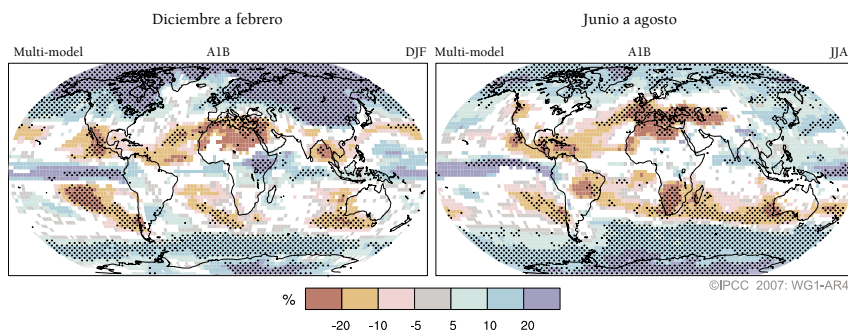 Diciembre a febrero
Junio a agosto
Multi-model A1B DJF
Multi-model A1B JJA
©IPCC 2007: WG1-AR4
%
-20 -10 -5 5 10 20